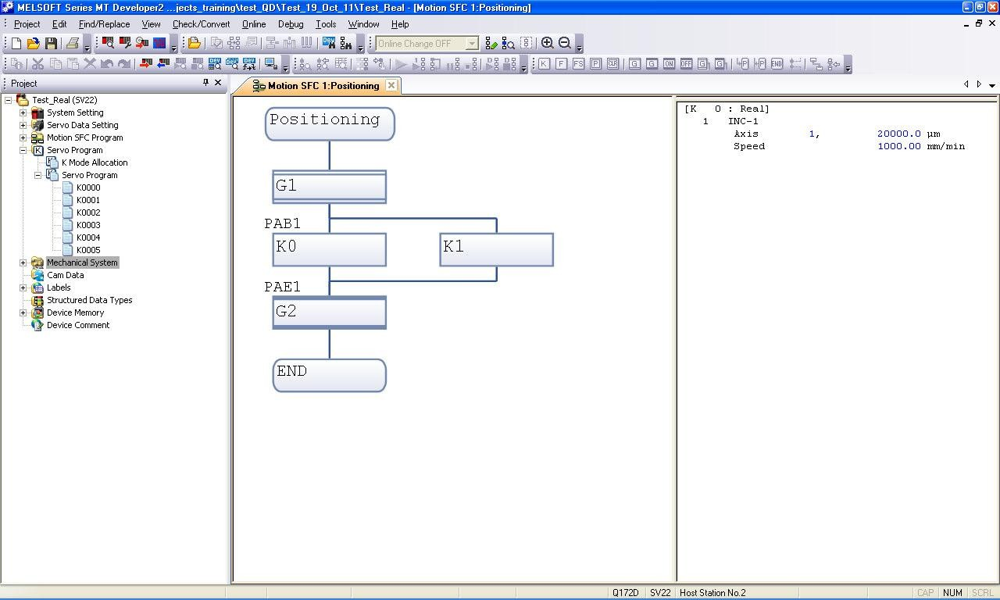 MELSOFT Series MT Developer2 ...jects_training\test_QD\Test_19_Oct_11\Test_Real - [Motion SFC 1:Positioning]
Project Edit Find/Replace View Check/Convert Online Debug Tools Window Help
Online Change OFF
Project
Motion SFC 1:Positioning
Test_Real (SV22)
System Setting
Servo Data Setting
Motion SFC Program
Servo Program
K Mode Allocation
Servo Program
K0000
K0001
K0002
K0003
K0004
K0005
Mechanical System
Cam Data
Labels
Structured Data Types
Device Memory
Device Comment
Positioning
G1
PAB1
K0 K1
PAE1
G2
END
[K 0 : Real]
1 INC-1
Axis 1, 20000.0 µm
Speed 1000.00 mm/min
Q172D SV22 Host Station No.2 CAP NUM SCRL